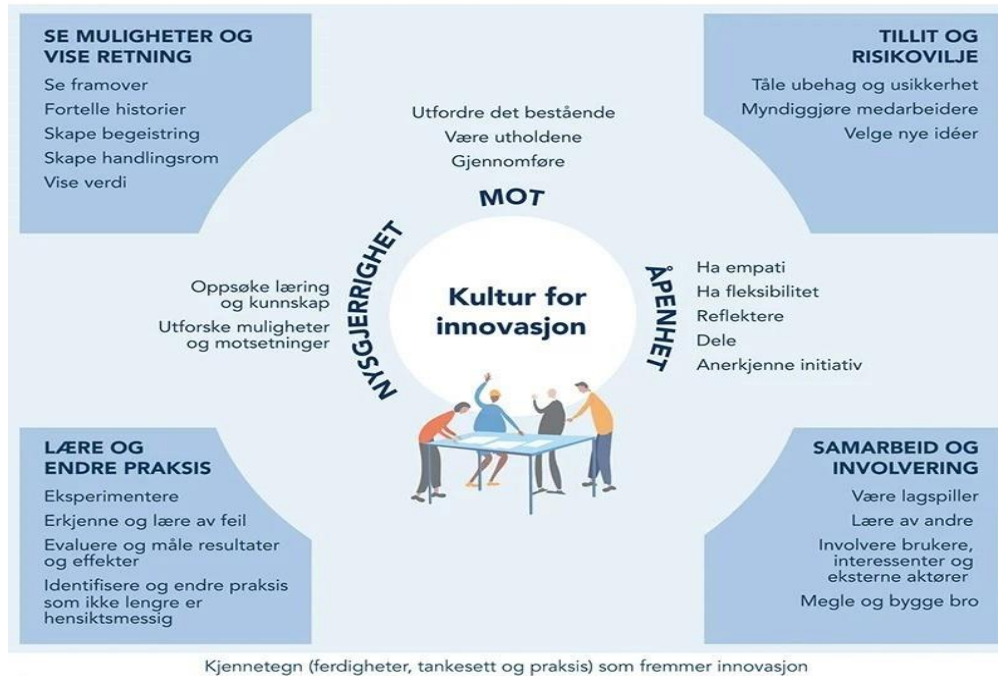 SE MULIGHETER OG
VISE RETNING
Se framover
Fortelle historier
Skape begeistring
Skape handlingsrom
Vise verdi
TILLIT OG
RISIKOVILJE
Tåle ubehag og usikkerhet
Myndiggjøre medarbeidere
Velge nye idéer
Utfordre det bestående
Være utholdene
Gjennomføre
MOT
NYSGJERRIGHET
Oppsøke læring
og kunnskap
Utforske muligheter
og motsetninger
Kultur for
innovasjon
ÅPENHET
Ha empati
Ha fleksibilitet
Reflektere
Dele
Anerkjenne initiativ
LÆRE OG
ENDRE PRAKSIS
Eksperimentere
Erkjenne og lære av feil
Evaluere og måle resultater
og effekter
Identifisere og endre praksis
som ikke lengre er
hensiktsmessig
SAMARBEID OG
INVOLVERING
Være lagspiller
Lære av andre
Involvere brukere,
interessenter og
eksterne aktører
Megle og bygge bro
Kjennetegn (ferdigheter, tankesett og praksis) som fremmer innovasjon